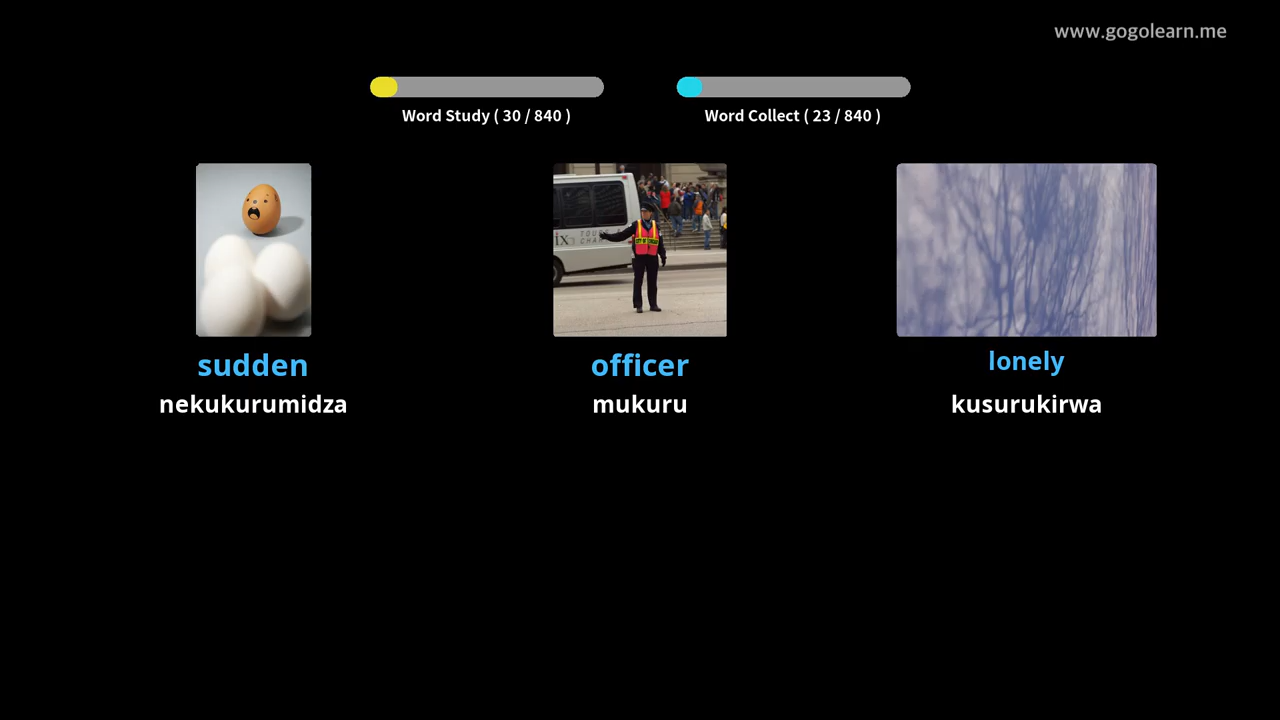 www.gogolearn.me
Word Study ( 30 / 840 )
Word Collect ( 23 / 840 )
sudden
nekukurumidza
officer
mukuru
lonely
kusurukirwa